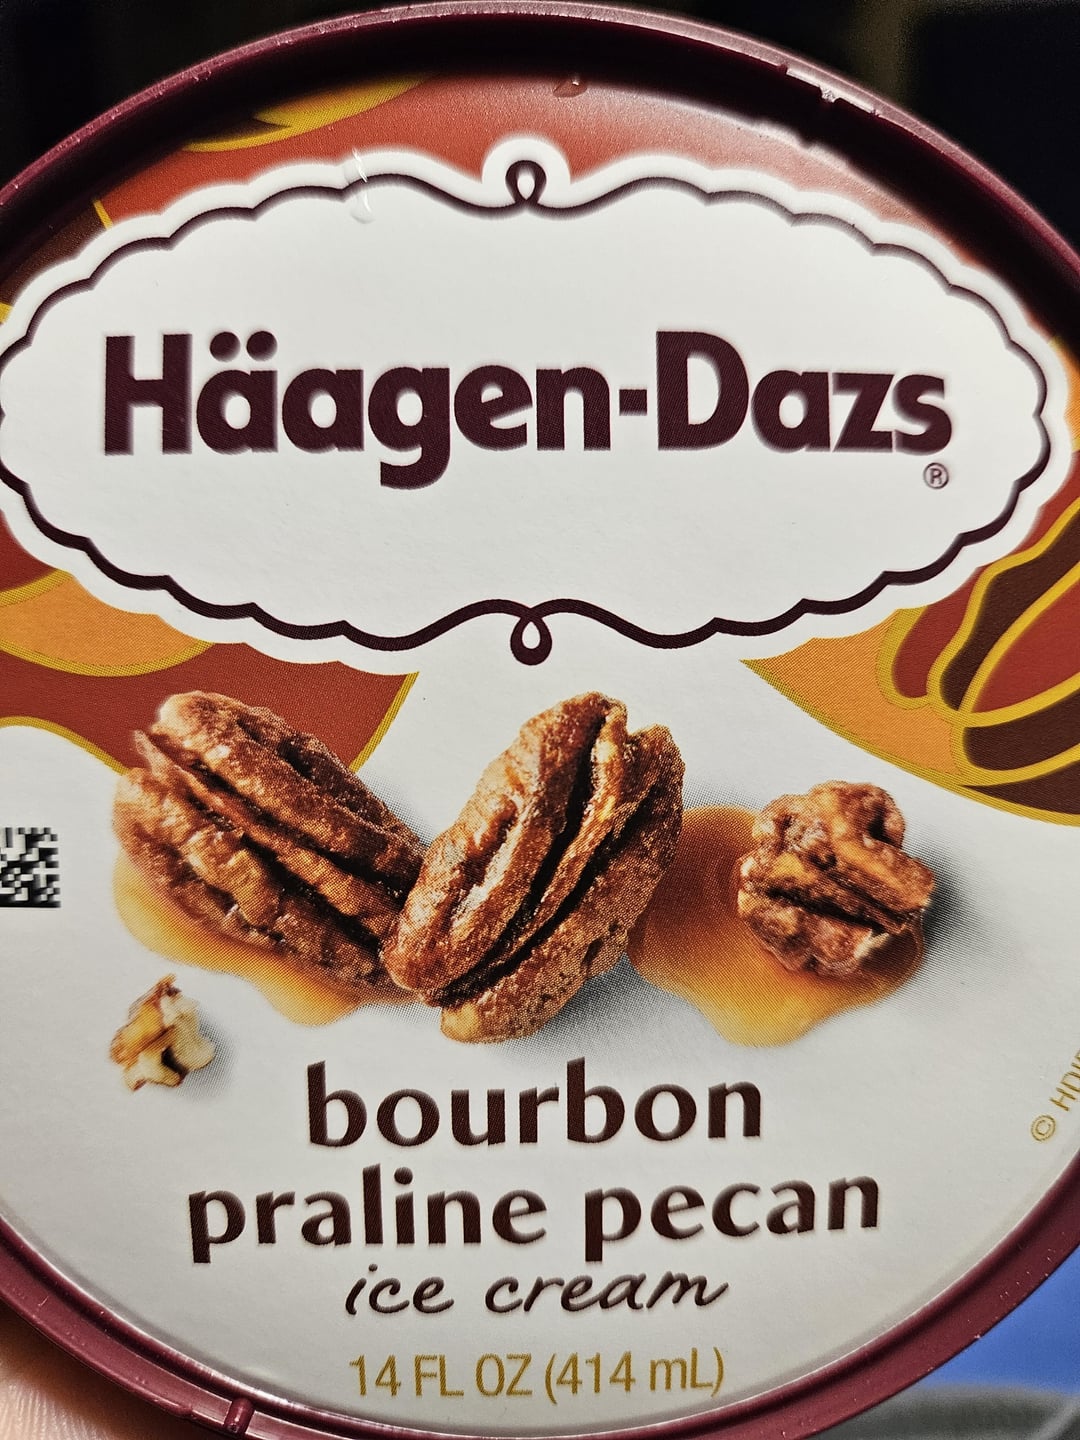 Häagen-Dazs
®
bourbon
praline pecan
ice cream
14 FL OZ (414 mL)
©